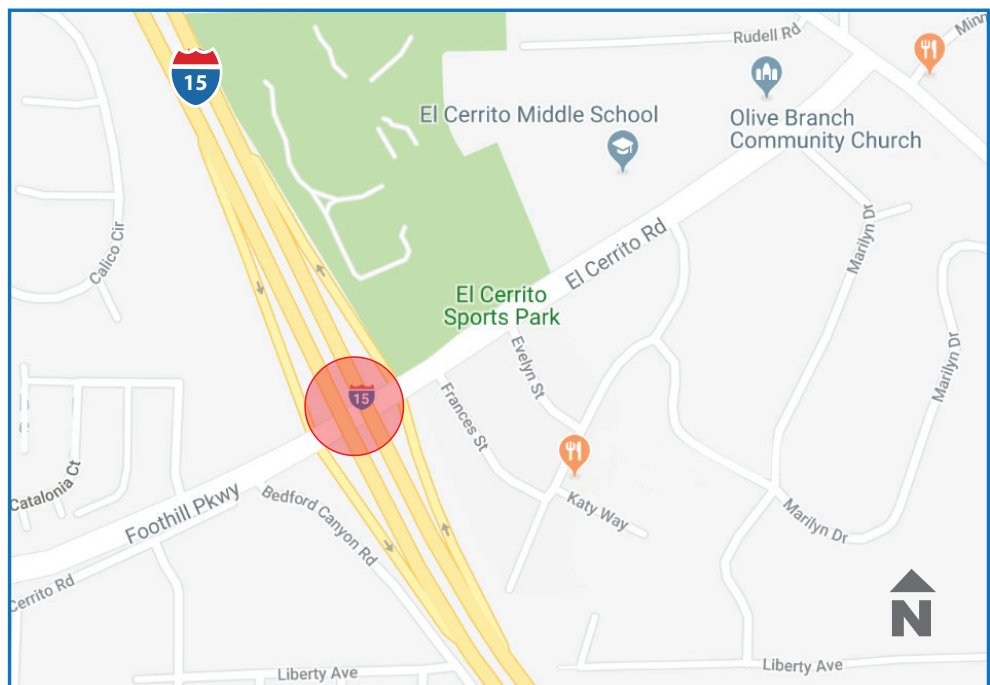 15
Rudell Rd
Minn
El Cerrito Middle School
Olive Branch
Community Church
El Cerrito Rd
Marilyn Dr
Calico Cir
El Cerrito
Sports Park
Evelyn St
Marilyn Dr
15
Frances St
Catalonia Ct
Foothill Pkwy
Bedford Canyon Rd
Katy Way
Marilyn Dr
Cerrito Rd
N
Liberty Ave
Liberty Ave